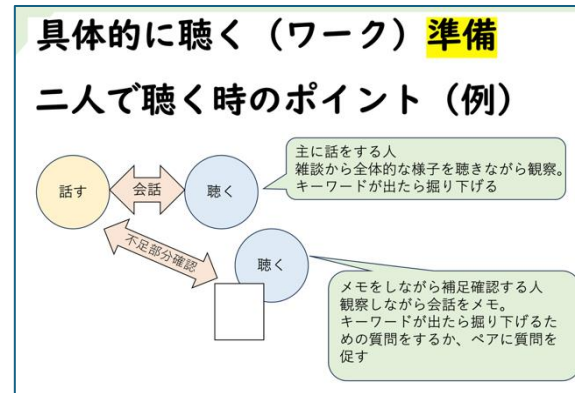 具体的に聴く（ワーク）準備
二人で聴く時のポイント（例）
主に話をする人
雑談から全体的な様子を聴きながら観察。
キーワードが出たら掘り下げる
話す
会話
聴く
不足部分確認
聴く
メモをしながら補足確認する人
観察しながら会話をメモ。
キーワードが出たら掘り下げるた
めの質問をするか、ペアに質問を
促す